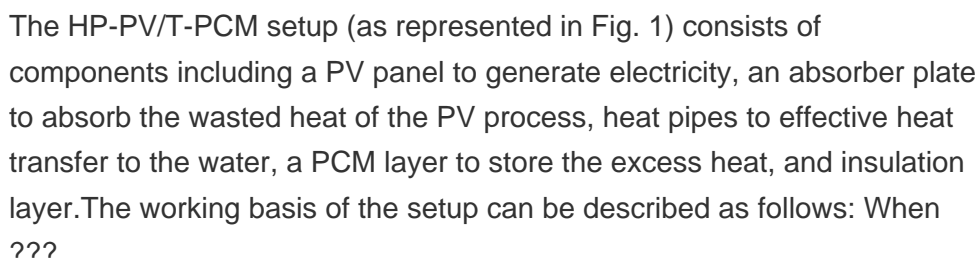 The HP-PV/T-PCM setup (as represented in Fig. 1) consists of
components including a PV panel to generate electricity, an absorber plate
to absorb the wasted heat of the PV process, heat pipes to effective heat
transfer to the water, a PCM layer to store the excess heat, and insulation
layer.The working basis of the setup can be described as follows: When
???